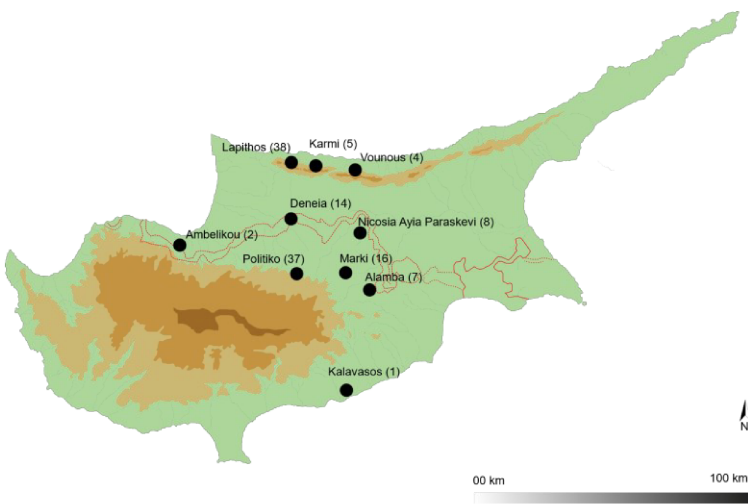 Karmi (5)
Lapithos (38)
Vounous (4)
Deneia (14)
Nicosia Ayia Paraskevi (8)
Ambelikou (2)
Politiko (37)
Marki (16)
Alamba (7)
Kalavasos (1)
N
00 km
100 km